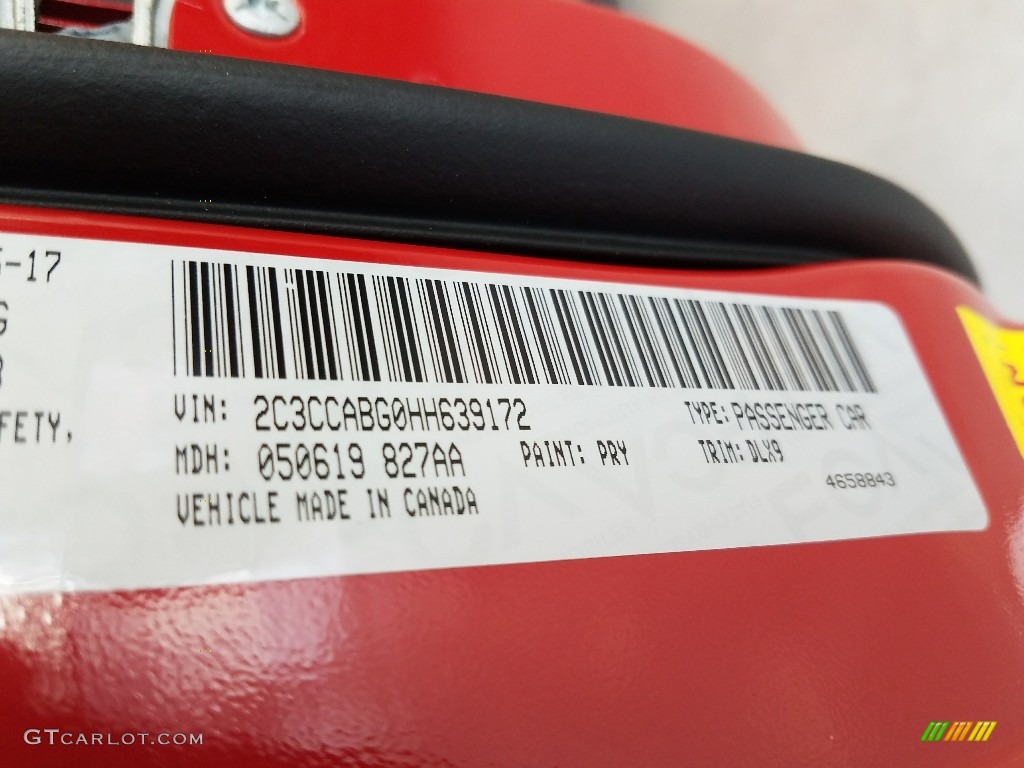 5-17
G
FETY,
VIN: 2C3CCABG0HH639172 TYPE: PASSENGER CAR
MDH: 050619 827AA PAINT: PRY TRIM: DLX9
4658843
VEHICLE MADE IN CANADA
GTCARLOT.COM